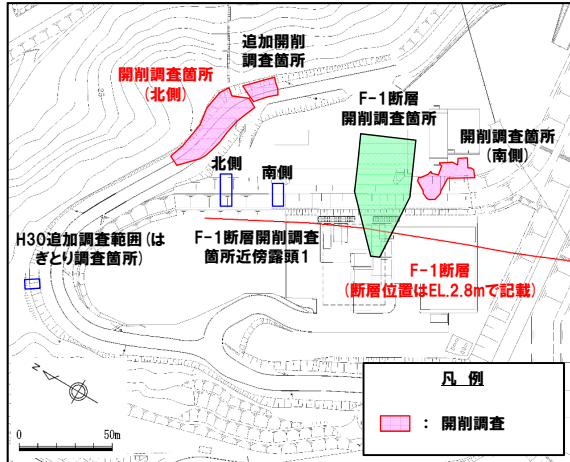 追加開削
調査箇所
開削調査箇所
(北側)
F-1断層
開削調査箇所
開削調査箇所
(南側)
北側
南側
H30追加調査範囲(は
ぎとり調査箇所)
F-1断層開削調査
箇所近傍露頭1
F-1断層
(断層位置はEL.2.8mで記載)
N
0 50m
凡 例
: 開削調査